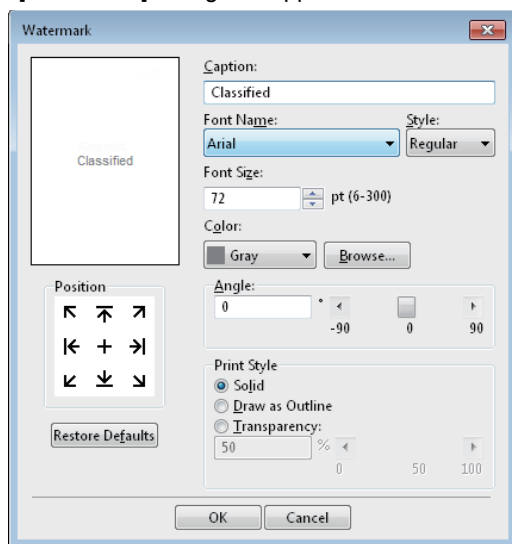 Watermark
Classified
Caption:
Classified
Font Name:
Style:
Arial
Regular
Font Size:
72
pt (6-300)
Color:
Gray
Browse...
Position
Angle:
0
°
-90 0 90
Restore Defaults
Print Style
Solid
Draw as Outline
Transparency:
50
%
0 50 100
OK Cancel